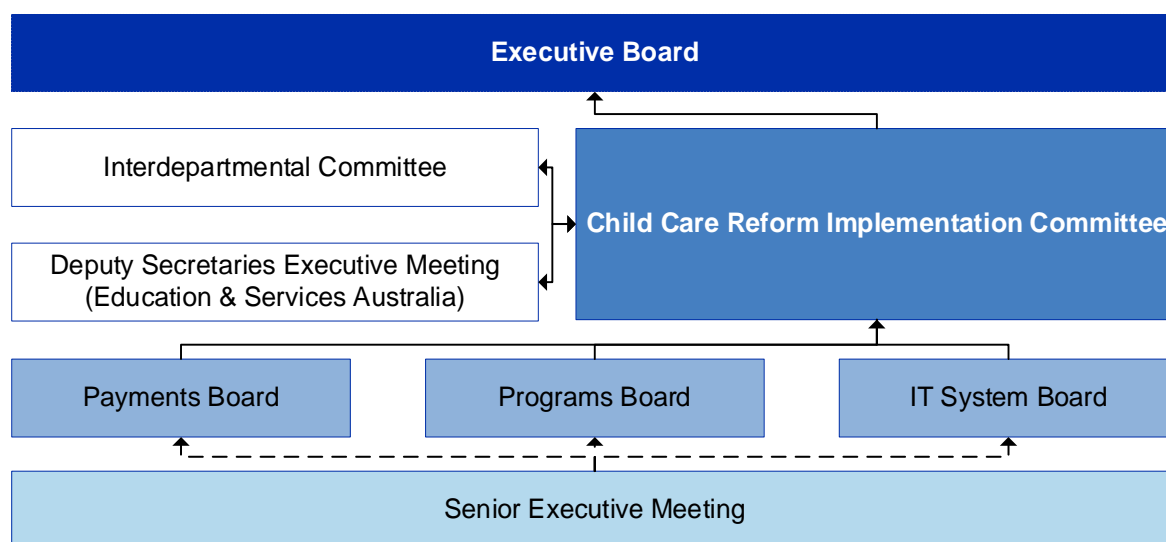 Executive Board
Interdepartmental Committee
Child Care Reform Implementation Committee
Deputy Secretaries Executive Meeting
(Education & Services Australia)
Payments Board
Programs Board
IT System Board
Senior Executive Meeting